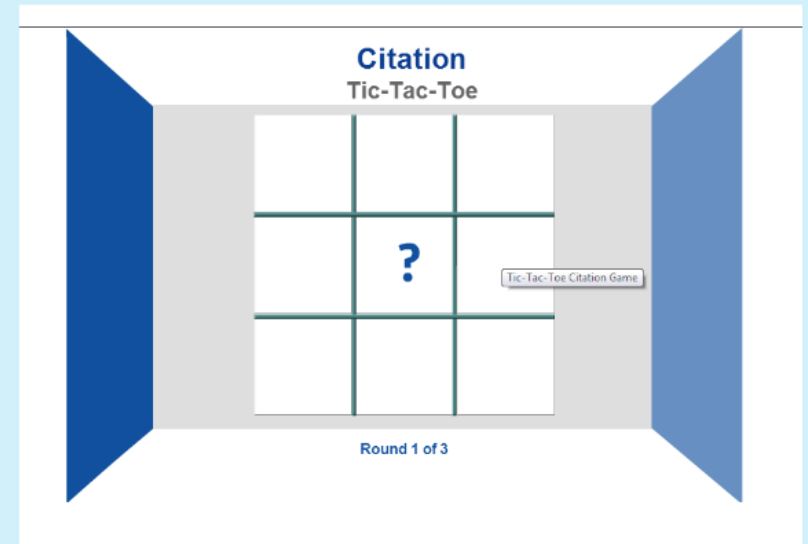 Citation
Tic-Tac-Toe
?
Tic-Tac-Toe Citation Game
Round 1 of 3